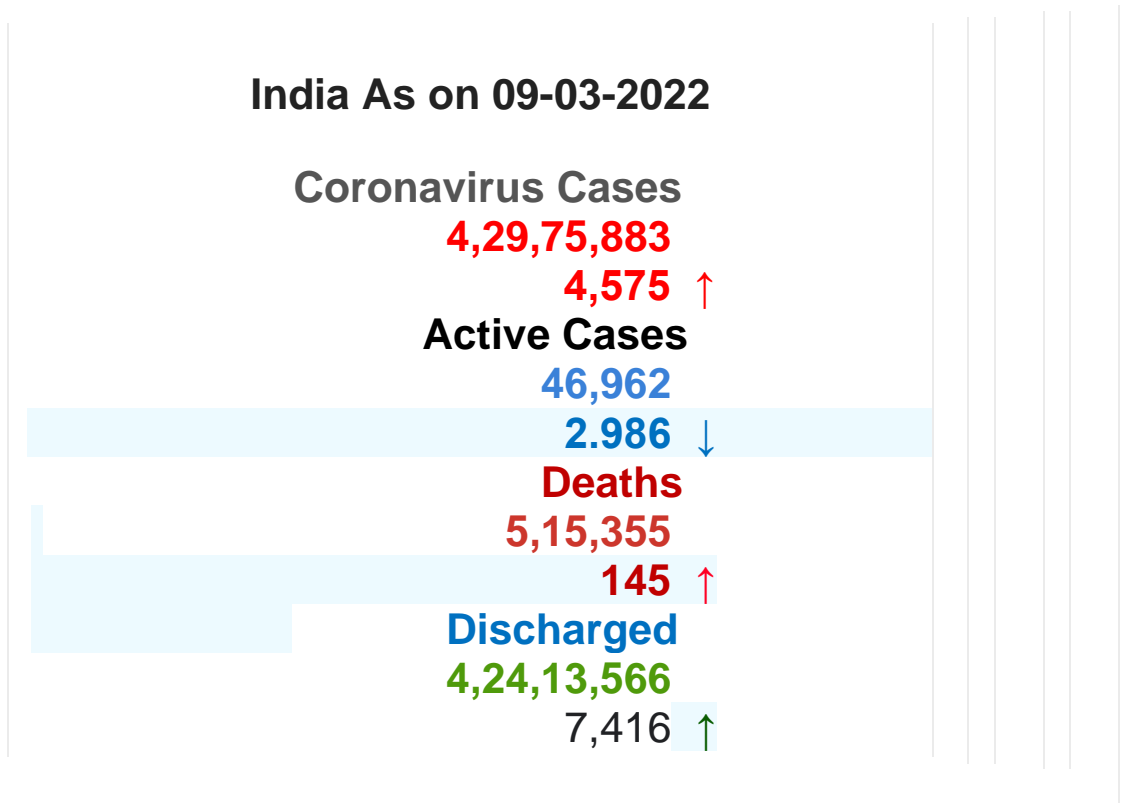 India As on 09-03-2022
Coronavirus Cases
4,29,75,883
4,575 ↑
Active Cases
46,962
2.986 ↓
Deaths
5,15,355
145 ↑
Discharged
4,24,13,566
7,416 ↑